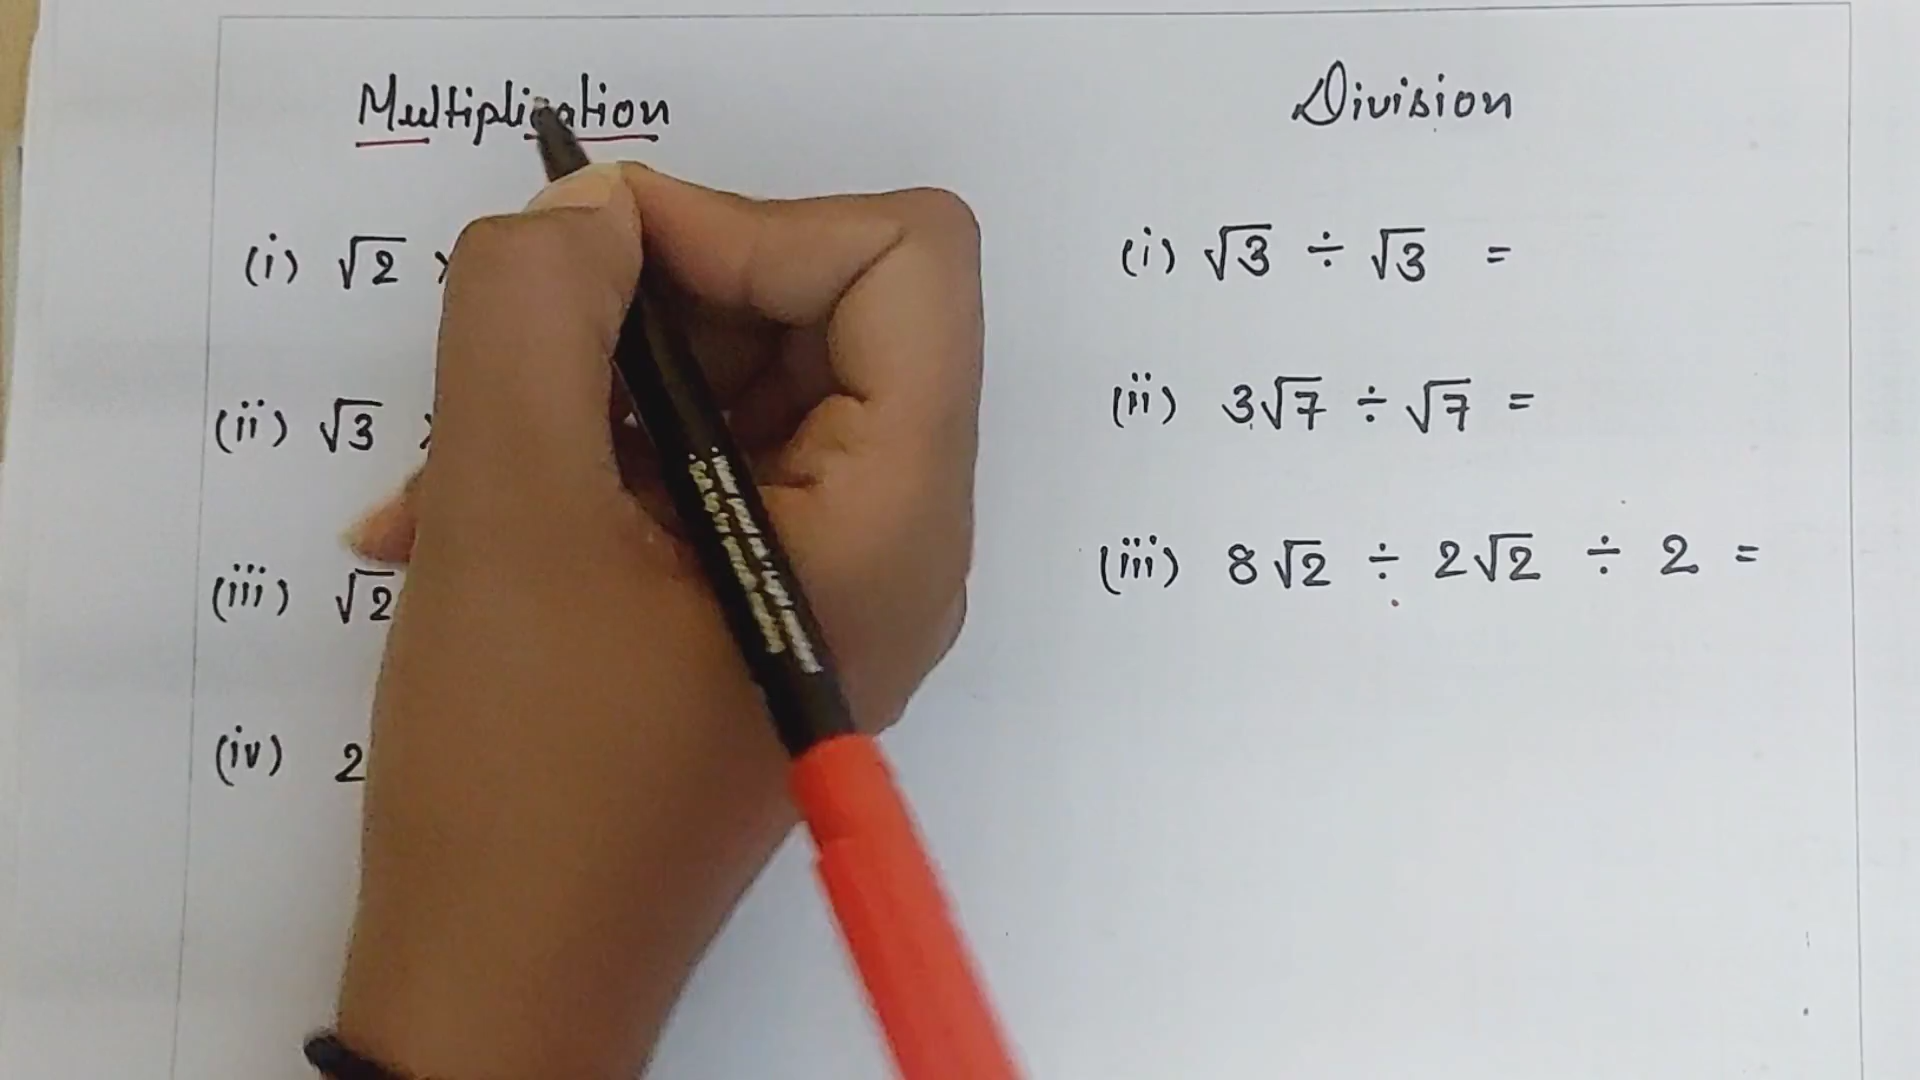 Multiplication
(i) √2 ×
(ii) √3 ×
(iii) √2
(iv) 2
Division
(i) √3 ÷ √3 =
(ii) 3√7 ÷ √7 =
(iii) 8√2 ÷ 2√2 ÷ 2 =